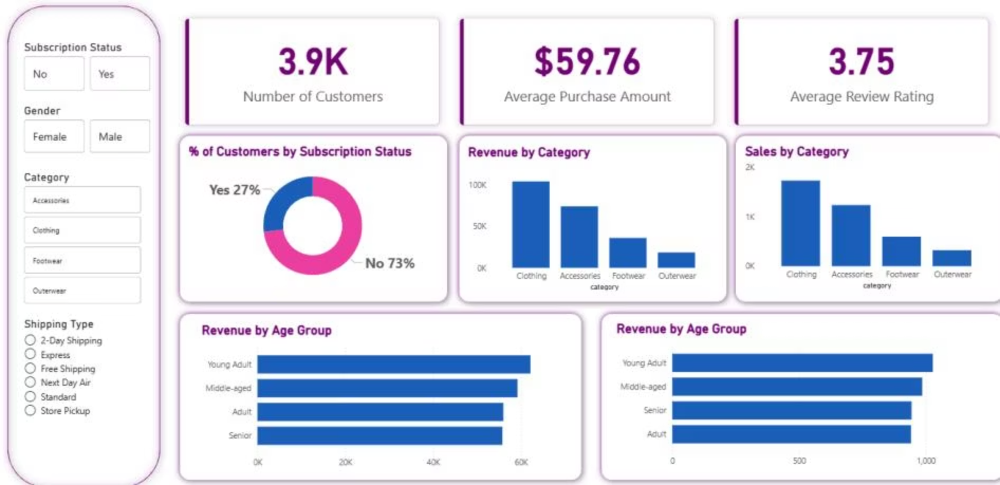 Subscription Status
No
Yes
Gender
Female
Male
Category
Accessories
Clothing
Footwear
Outerwear
Shipping Type
2-Day Shipping
Express
Free Shipping
Next Day Air
Standard
Store Pickup
3.9K
Number of Customers
$59.76
Average Purchase Amount
3.75
Average Review Rating
% of Customers by Subscription Status
Yes 27%
No 73%
Revenue by Category
100K
50K
0K
Clothing Accessories Footwear Outerwear
category
Sales by Category
2K
1K
0K
Clothing Accessories Footwear Outerwear
category
Revenue by Age Group
Young Adult
Middle-aged
Adult
Senior
0K 20K 40K 60K
Revenue by Age Group
Young Adult
Middle-aged
Senior
Adult
0 500 1,000